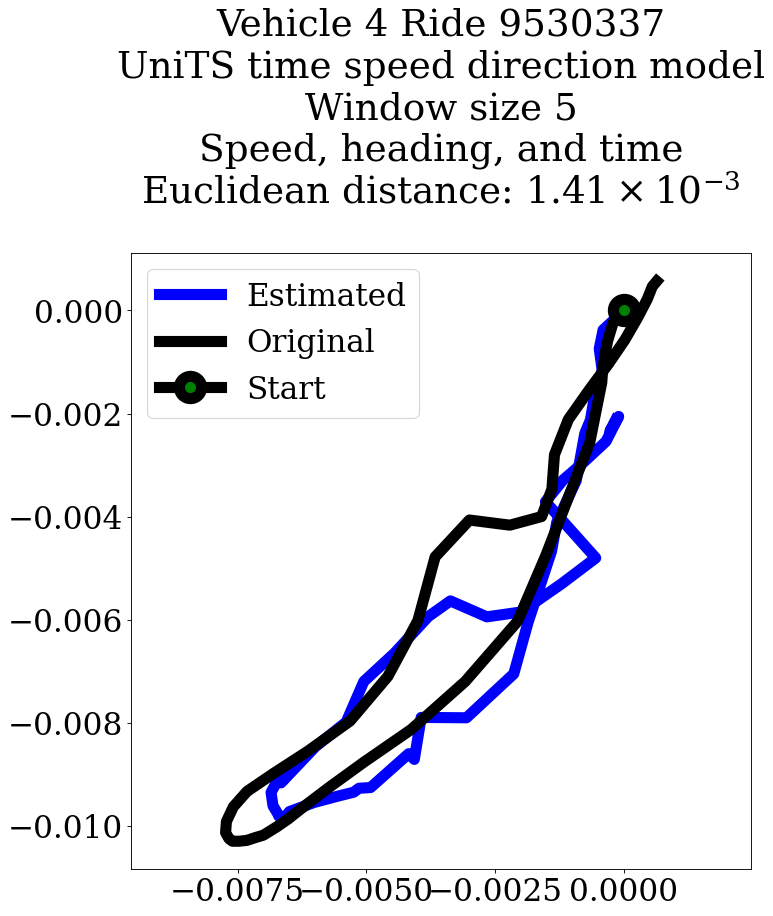 Vehicle 4 Ride 9530337
UniTS time speed direction model
Window size 5
Speed, heading, and time
Euclidean distance: $1.41 \times 10^{-3}$
Estimated
Original
Start
0.000
−0.002
−0.004
−0.006
−0.008
−0.010
−0.0075
−0.0050
−0.0025
0.0000